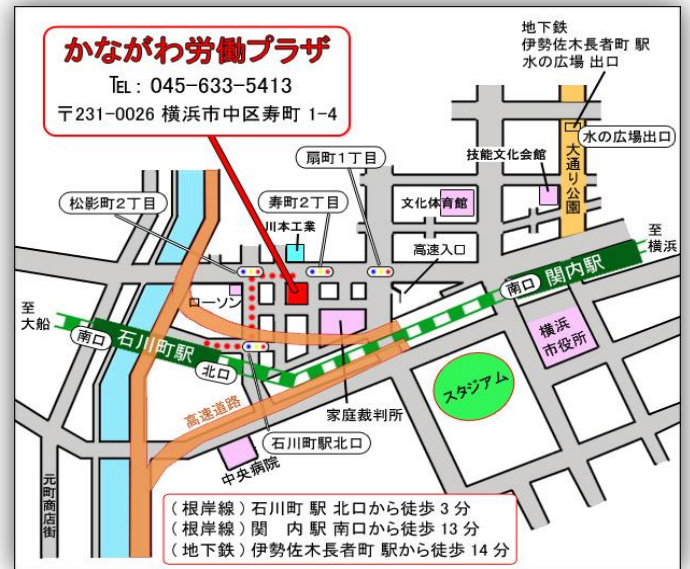 かながわ労働プラザ
TEL : 045-633-5413
〒231-0026 横浜市中区寿町 1-4
地下鉄
伊勢佐木長者町 駅
水の広場 出口
水の広場出口
大通り公園
技能文化会館
扇町1丁目
松影町2丁目
寿町2丁目
文化体育館
川本工業
高速入口
至
横浜
関内駅
南口
ローソン
至
大船
南口
石川町駅
北口
横浜
市役所
スタジアム
家庭裁判所
高速道路
石川町駅北口
中央病院
元町商店街
( 根岸線 ) 石川町 駅 北口から徒歩 3 分
( 根岸線 ) 関 内 駅 南口から徒歩 13 分
( 地下鉄 ) 伊勢佐木長者町 駅から徒歩 14 分